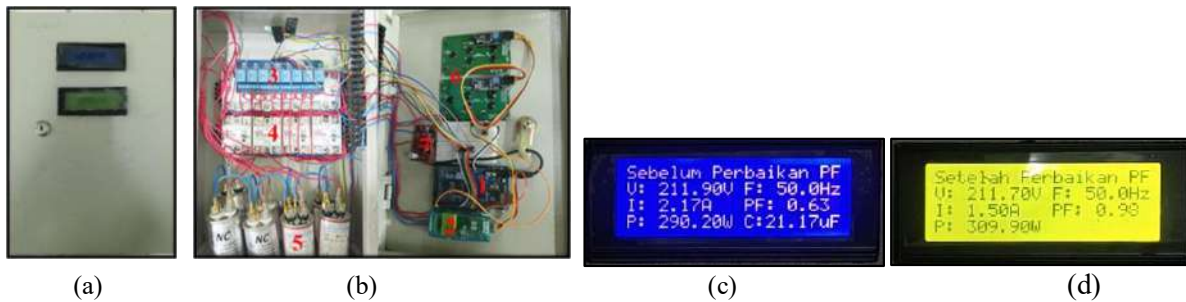 3
4
NC
NC
5
Sebelum Perbaikan PF
V: 211.90V F: 50.0Hz
I: 2.17A PF: 0.63
P: 290.20W C:21.17uF
Setelah Perbaikan PF
V: 211.70V F: 50.0Hz
I: 1.50A PF: 0.98
P: 309.90W
(a)
(b)
(c)
(d)